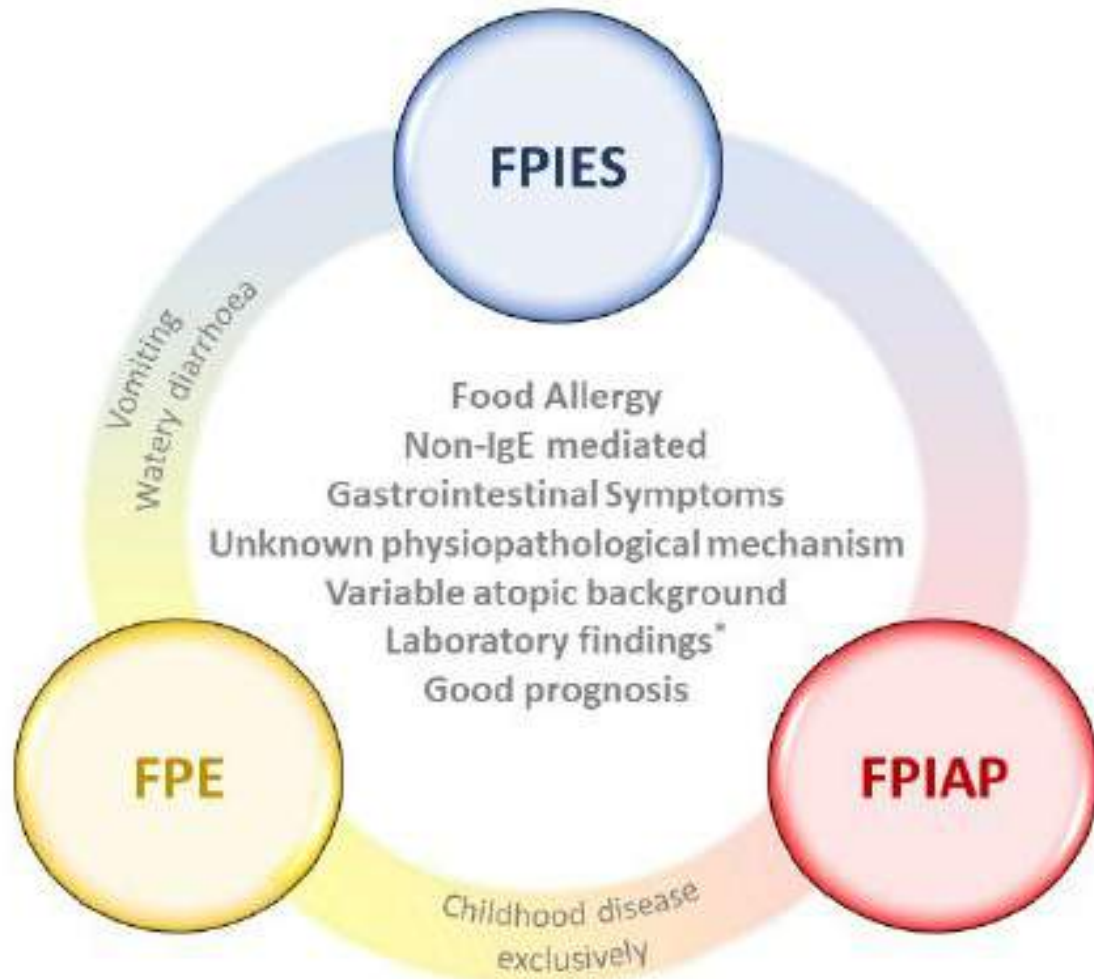 FPIES
Vomiting
Watery diarrhoea
Food Allergy
Non-IgE mediated
Gastrointestinal Symptoms
Unknown physiopathological mechanism
Variable atopic background
Laboratory findings*
Good prognosis
FPE
FPIAP
Childhood disease
exclusively